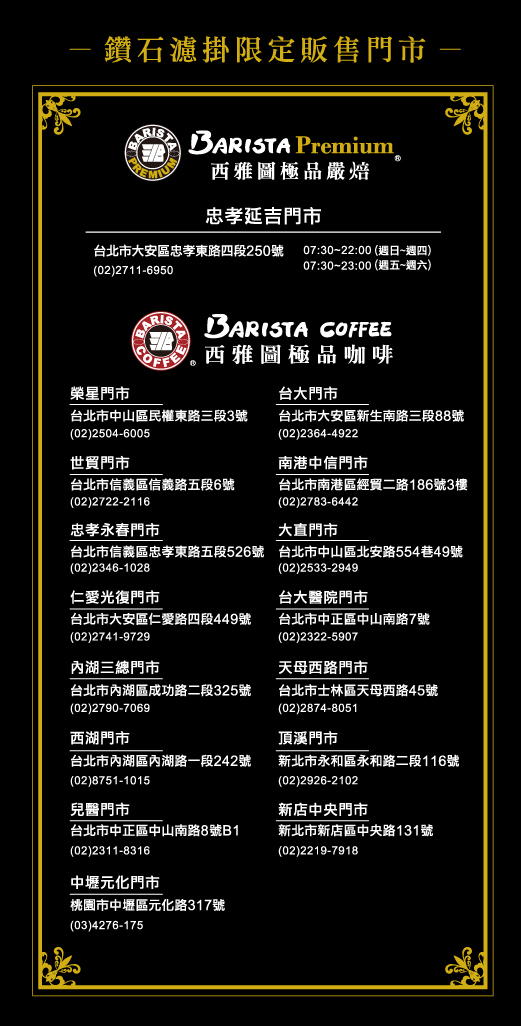 — 鑽石濾掛限定販售門市 —
BARISTA
PREMIUM
BARISTA Premium®
西雅圖極品嚴焙
忠孝延吉門市
台北市大安區忠孝東路四段250號
(02)2711-6950
07:30~22:00 (週日~週四)
07:30~23:00 (週五~週六)
BARISTA
COFFEE
®
BARISTA COFFEE
西雅圖極品咖啡
榮星門市
台北市中山區民權東路三段3號
(02)2504-6005
台大門市
台北市大安區新生南路三段88號
(02)2364-4922
世貿門市
台北市信義區信義路五段6號
(02)2722-2116
南港中信門市
台北市南港區經貿二路186號3樓
(02)2783-6442
忠孝永春門市
台北市信義區忠孝東路五段526號
(02)2346-1028
大直門市
台北市中山區北安路554巷49號
(02)2533-2949
仁愛光復門市
台北市大安區仁愛路四段449號
(02)2741-9729
台大醫院門市
台北市中正區中山南路7號
(02)2322-5907
內湖三總門市
台北市內湖區成功路二段325號
(02)2790-7069
天母西路門市
台北市士林區天母西路45號
(02)2874-8051
西湖門市
台北市內湖區內湖路一段242號
(02)8751-1015
頂溪門市
新北市永和區永和路二段116號
(02)2926-2102
兒醫門市
台北市中正區中山南路8號B1
(02)2311-8316
新店中央門市
新北市新店區中央路131號
(02)2219-7918
中壢元化門市
桃園市中壢區元化路317號
(03)4276-175